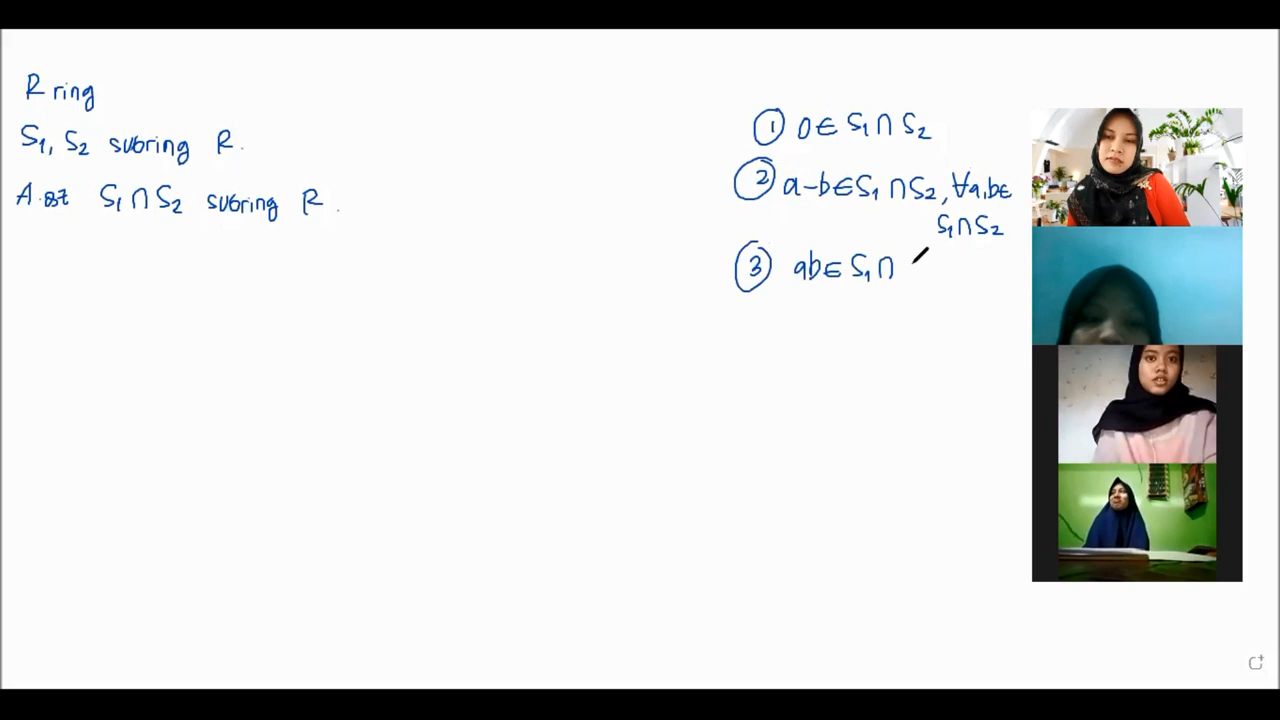 R ring
S₁, S₂ subring R.
S₁ ∩ S₂ subring R.
① 0 ∈ S₁ ∩ S₂
② a-b ∈ S₁ ∩ S₂, ∀a,b ∈
S₁ ∩ S₂
③ ab ∈ S₁ ∩